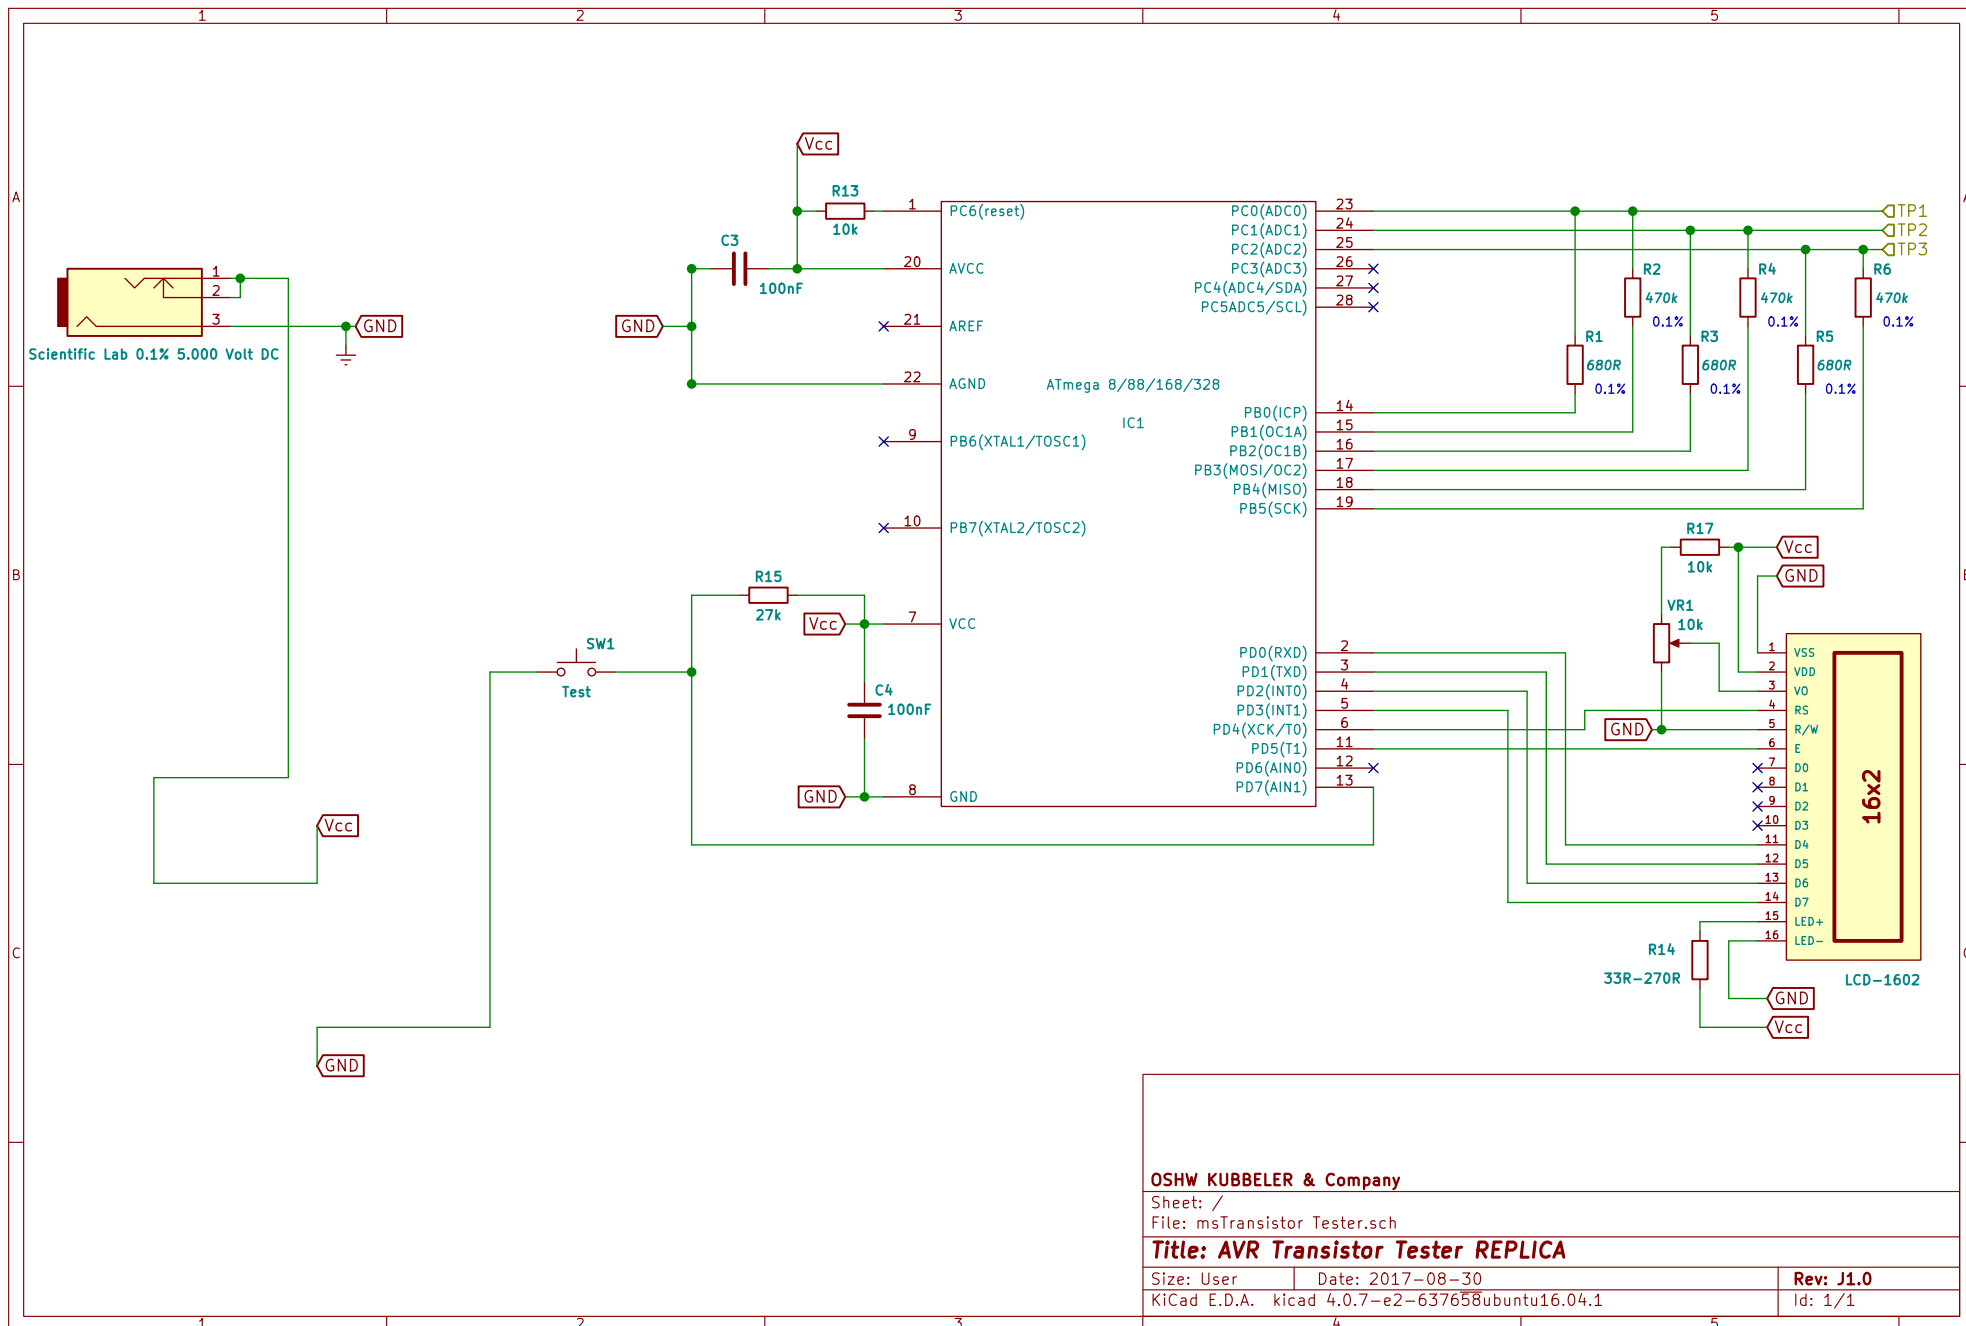 1 2 3 4 5
A
B
C
A
B
C
Vcc
R13
10k
C3
100nF
GND
1
2
3
GND
Scientific Lab 0.1% 5.000 Volt DC
1 PC6(reset)
20 AVCC
21 AREF
22 AGND
9 PB6(XTAL1/TOSC1)
10 PB7(XTAL2/TOSC2)
7 VCC
8 GND
ATmega 8/88/168/328
IC1
PC0(ADC0) 23
PC1(ADC1) 24
PC2(ADC2) 25
PC3(ADC3) 26
PC4(ADC4/SDA) 27
PC5ADC5/SCL) 28
PB0(ICP) 14
PB1(OC1A) 15
PB2(OC1B) 16
PB3(MOSI/OC2) 17
PB4(MISO) 18
PB5(SCK) 19
PD0(RXD) 2
PD1(TXD) 3
PD2(INT0) 4
PD3(INT1) 5
PD4(XCK/T0) 6
PD5(T1) 11
PD6(AIN0) 12
PD7(AIN1) 13
TP1
TP2
TP3
R2
470k
0.1%
R4
470k
0.1%
R6
470k
0.1%
R1
680R
0.1%
R3
680R
0.1%
R5
680R
0.1%
R15
27k
Vcc
SW1
Test
C4
100nF
GND
Vcc
GND
R17
10k
Vcc
GND
VR1
10k
GND
1 VSS
2 VDD
3 VO
4 RS
5 R/W
6 E
7 D0
8 D1
9 D2
10 D3
11 D4
12 D5
13 D6
14 D7
15 LED+
16 LED-
16x2
LCD-1602
R14
33R-270R
GND
Vcc
OSHW KUBBELER & Company
Sheet: /
File: msTransistor Tester.sch
Title: AVR Transistor Tester REPLICA
Size: User Date: 2017-08-30 Rev: J1.0
KiCad E.D.A. kicad 4.0.7-e2-637658ubuntu16.04.1 Id: 1/1
1 2 3 4 5